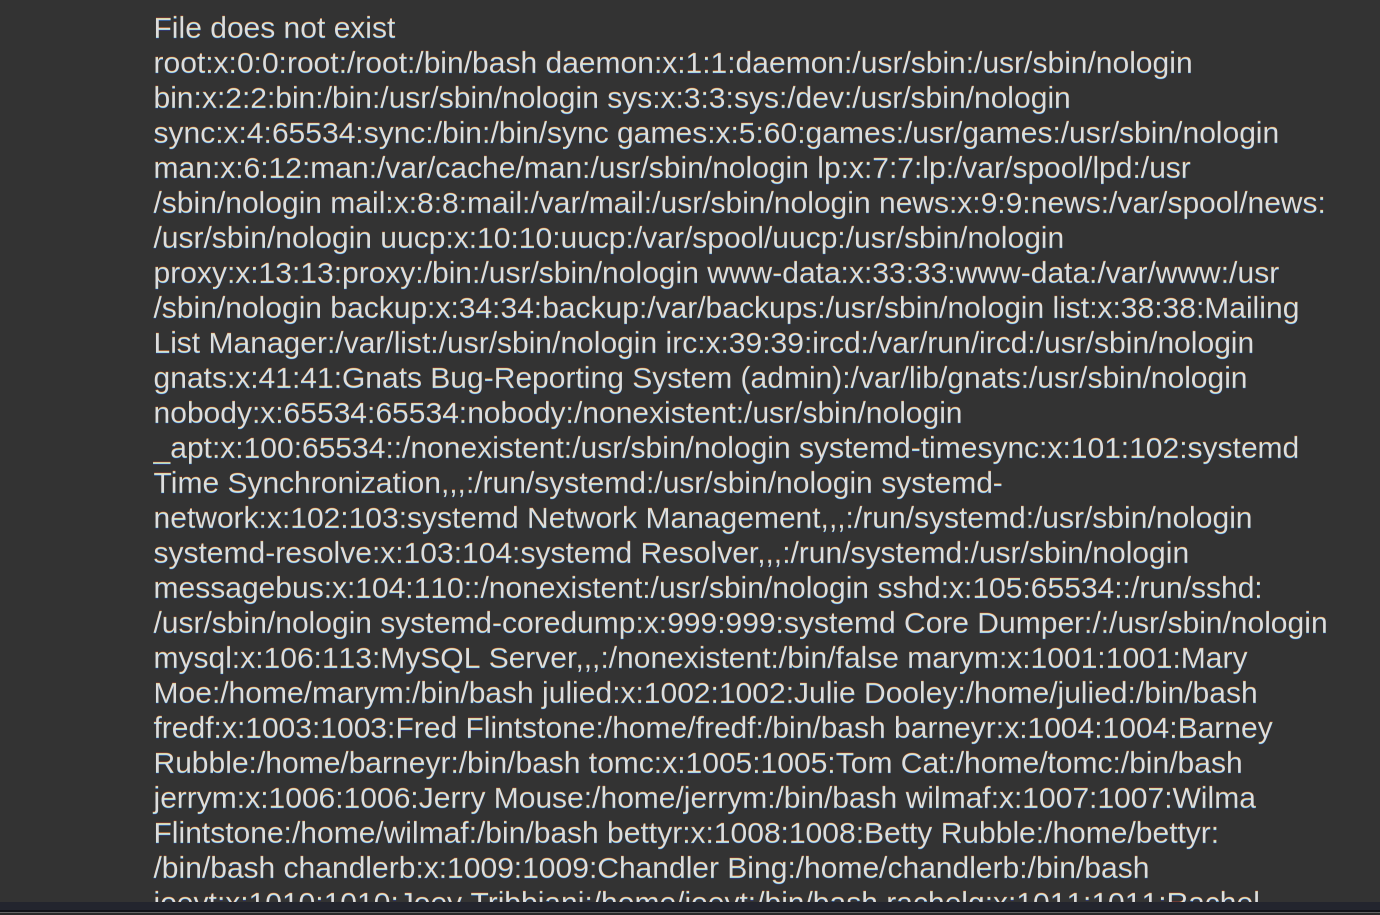 File does not exist
root:x:0:0:root:/root:/bin/bash daemon:x:1:1:daemon:/usr/sbin:/usr/sbin/nologin
bin:x:2:2:bin:/bin:/usr/sbin/nologin sys:x:3:3:sys:/dev:/usr/sbin/nologin
sync:x:4:65534:sync:/bin:/bin/sync games:x:5:60:games:/usr/games:/usr/sbin/nologin
man:x:6:12:man:/var/cache/man:/usr/sbin/nologin lp:x:7:7:lp:/var/spool/lpd:/usr
/sbin/nologin mail:x:8:8:mail:/var/mail:/usr/sbin/nologin news:x:9:9:news:/var/spool/news:
/usr/sbin/nologin uucp:x:10:10:uucp:/var/spool/uucp:/usr/sbin/nologin
proxy:x:13:13:proxy:/bin:/usr/sbin/nologin www-data:x:33:33:www-data:/var/www:/usr
/sbin/nologin backup:x:34:34:backup:/var/backups:/usr/sbin/nologin list:x:38:38:Mailing
List Manager:/var/list:/usr/sbin/nologin irc:x:39:39:ircd:/var/run/ircd:/usr/sbin/nologin
gnats:x:41:41:Gnats Bug-Reporting System (admin):/var/lib/gnats:/usr/sbin/nologin
nobody:x:65534:65534:nobody:/nonexistent:/usr/sbin/nologin
_apt:x:100:65534::/nonexistent:/usr/sbin/nologin systemd-timesync:x:101:102:systemd
Time Synchronization,,,:/run/systemd:/usr/sbin/nologin systemd-
network:x:102:103:systemd Network Management,,,:/run/systemd:/usr/sbin/nologin
systemd-resolve:x:103:104:systemd Resolver,,,:/run/systemd:/usr/sbin/nologin
messagebus:x:104:110::/nonexistent:/usr/sbin/nologin sshd:x:105:65534::/run/sshd:
/usr/sbin/nologin systemd-coredump:x:999:999:systemd Core Dumper:/:/usr/sbin/nologin
mysql:x:106:113:MySQL Server,,,:/nonexistent:/bin/false marym:x:1001:1001:Mary
Moe:/home/marym:/bin/bash julied:x:1002:1002:Julie Dooley:/home/julied:/bin/bash
fredf:x:1003:1003:Fred Flintstone:/home/fredf:/bin/bash barneyr:x:1004:1004:Barney
Rubble:/home/barneyr:/bin/bash tomc:x:1005:1005:Tom Cat:/home/tomc:/bin/bash
jerrym:x:1006:1006:Jerry Mouse:/home/jerrym:/bin/bash wilmaf:x:1007:1007:Wilma
Flintstone:/home/wilmaf:/bin/bash bettyr:x:1008:1008:Betty Rubble:/home/bettyr:
/bin/bash chandlerb:x:1009:1009:Chandler Bing:/home/chandlerb:/bin/bash
joeyt:x:1010:1010:Joey Tribbiani:/home/joeyt:/bin/bash rachelg:x:1011:1011:Rachel